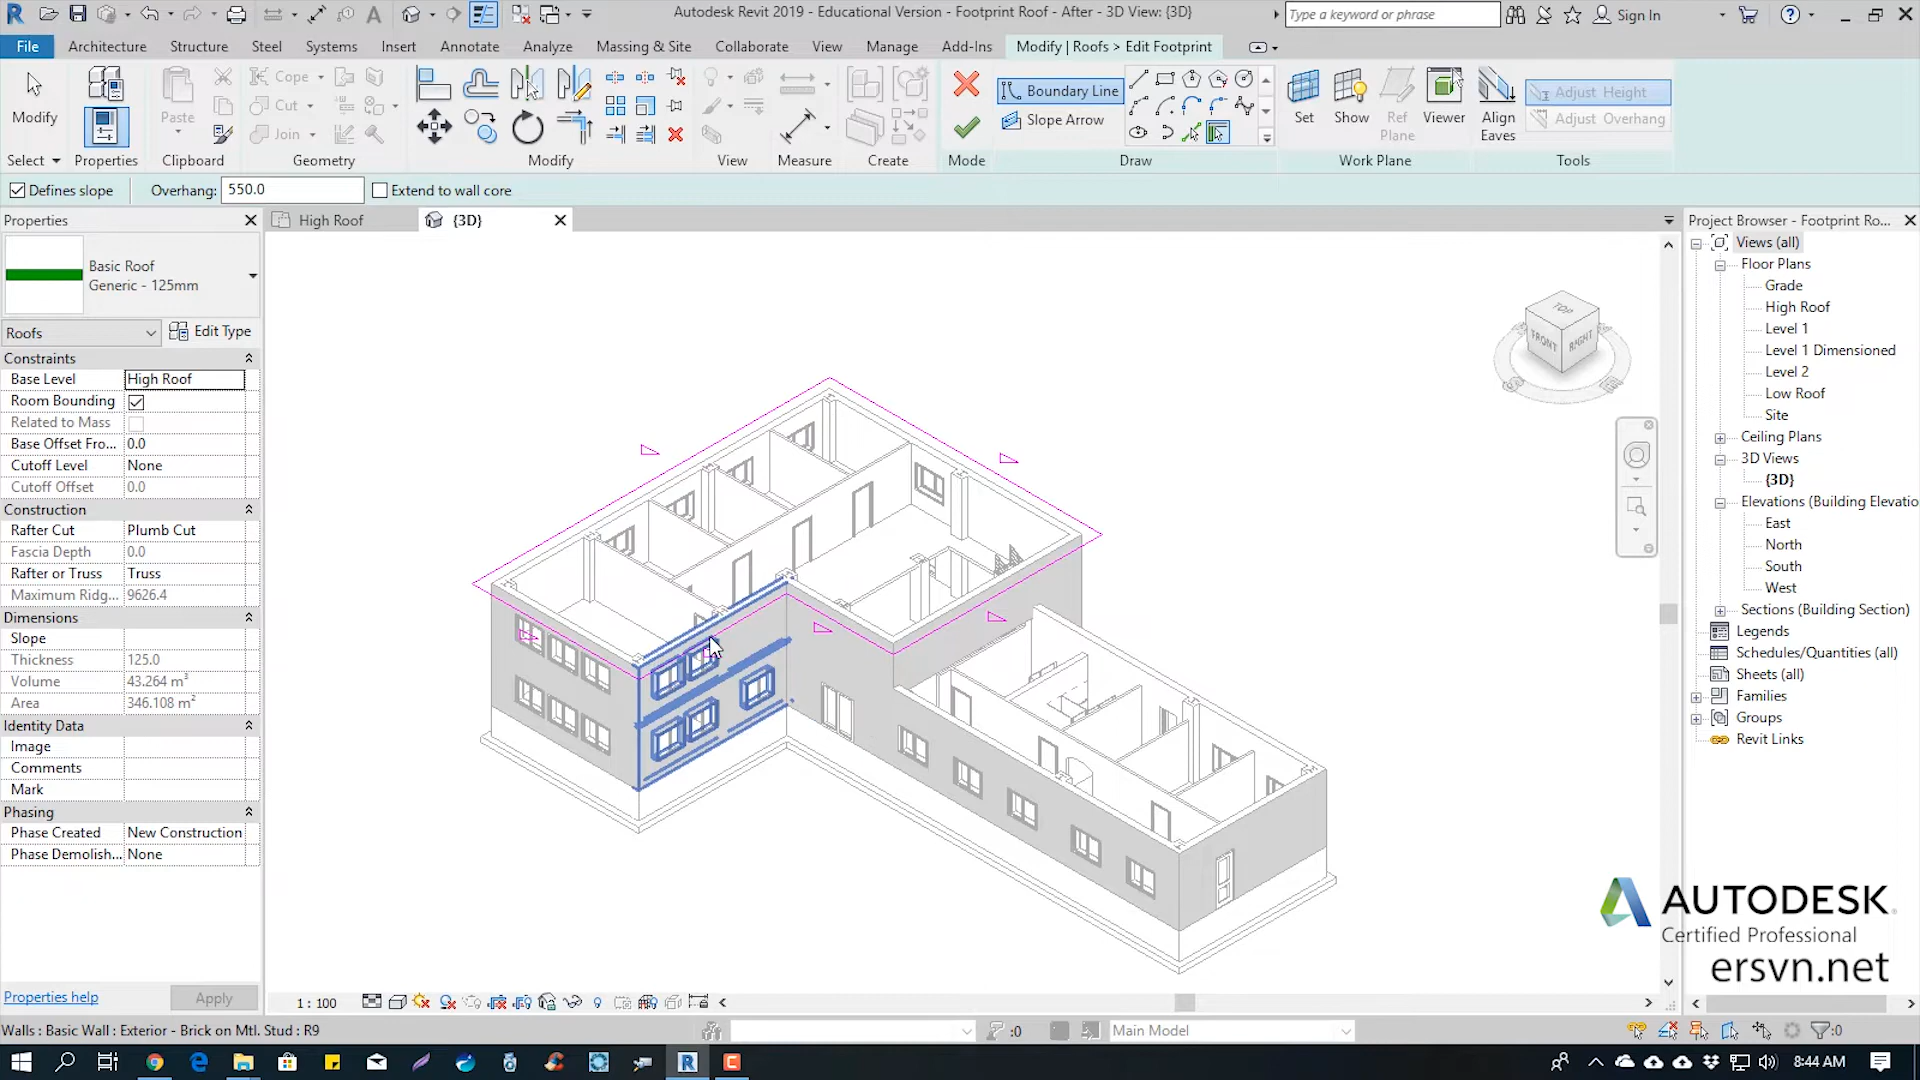 Autodesk Revit 2019 - Educational Version - Footprint Roof - After - 3D View: {3D}
Type a keyword or phrase
Sign In
File
Architecture
Structure
Steel
Systems
Insert
Annotate
Analyze
Massing & Site
Collaborate
View
Manage
Add-Ins
Modify | Roofs > Edit Footprint
Modify
Select
Properties
Paste
Clipboard
Cope
Cut
Join
Geometry
Modify
View
Measure
Create
Mode
Boundary Line
Slope Arrow
Draw
Set
Show
Ref
Plane
Viewer
Work Plane
Align
Eaves
Adjust Height
Adjust Overhang
Tools
Defines slope
Overhang:
550.0
Extend to wall core
Properties
Basic Roof
Generic - 125mm
Roofs
Edit Type
Constraints
Base Level High Roof
Room Bounding
Related to Mass
Base Offset Fro... 0.0
Cutoff Level None
Cutoff Offset 0.0
Construction
Rafter Cut Plumb Cut
Fascia Depth 0.0
Rafter or Truss Truss
Maximum Ridg... 9626.4
Dimensions
Slope
Thickness 125.0
Volume 43.264 m³
Area 346.108 m²
Identity Data
Image
Comments
Mark
Phasing
Phase Created New Construction
Phase Demolish... None
Properties help
Apply
High Roof
{3D}
TOP
FRONT
RIGHT
1 : 100
Project Browser - Footprint Ro...
Views (all)
Floor Plans
Grade
High Roof
Level 1
Level 1 Dimensioned
Level 2
Low Roof
Site
Ceiling Plans
3D Views
{3D}
Elevations (Building Elevatio
East
North
South
West
Sections (Building Section)
Legends
Schedules/Quantities (all)
Sheets (all)
Families
Groups
Revit Links
AUTODESK®
Certified Professional
ersvn.net
Walls : Basic Wall : Exterior - Brick on Mtl. Stud : R9
:0
Main Model
:0
8:44 AM